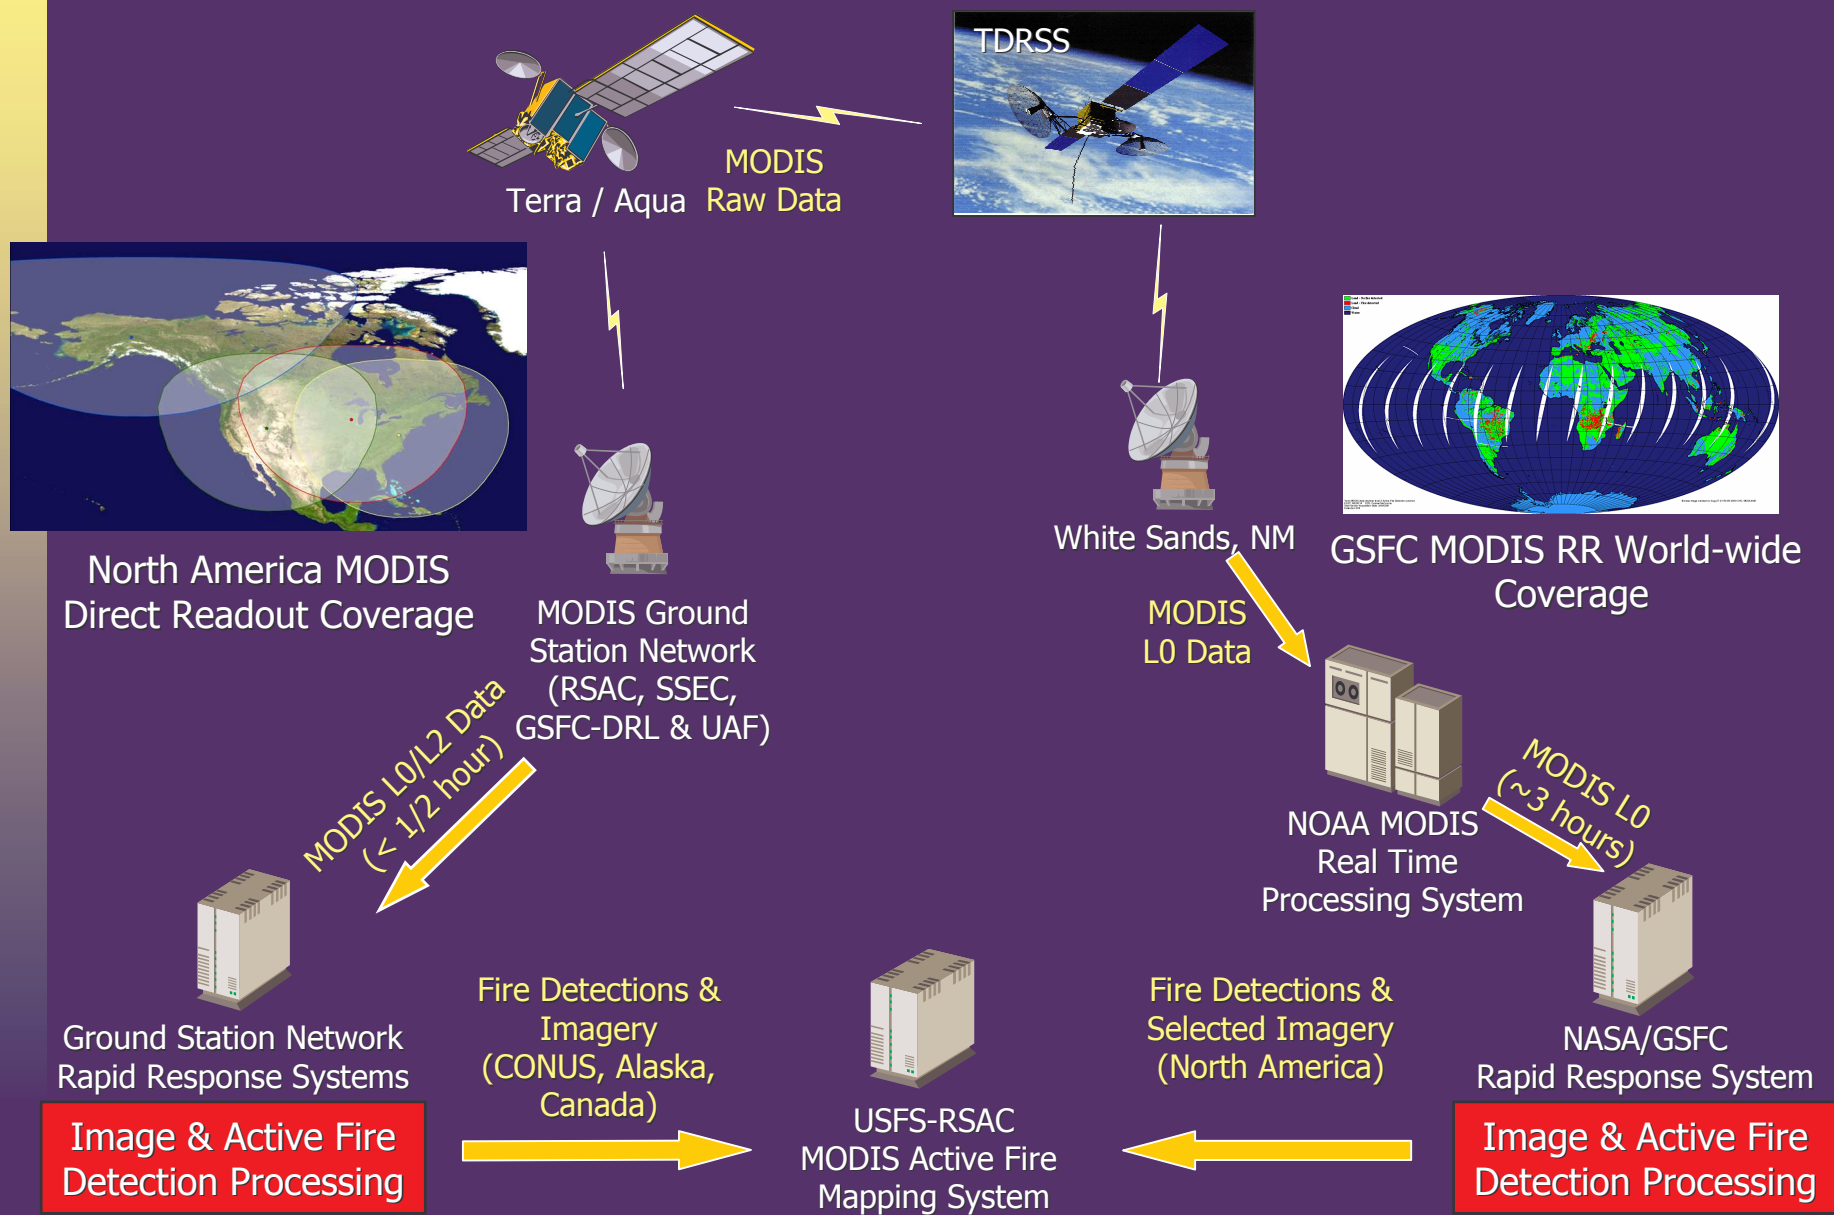 TDRSS
MODIS
Raw Data
Terra / Aqua
North America MODIS
Direct Readout Coverage
MODIS Ground
Station Network
(RSAC, SSEC,
GSFC-DRL & UAF)
White Sands, NM
GSFC MODIS RR World-wide
Coverage
MODIS
L0 Data
MODIS L0/L2 Data
(< 1/2 hour)
NOAA MODIS
Real Time
Processing System
MODIS L0
(~3 hours)
Ground Station Network
Rapid Response Systems
Image & Active Fire
Detection Processing
Fire Detections &
Imagery
(CONUS, Alaska,
Canada)
USFS-RSAC
MODIS Active Fire
Mapping System
Fire Detections &
Selected Imagery
(North America)
NASA/GSFC
Rapid Response System
Image & Active Fire
Detection Processing